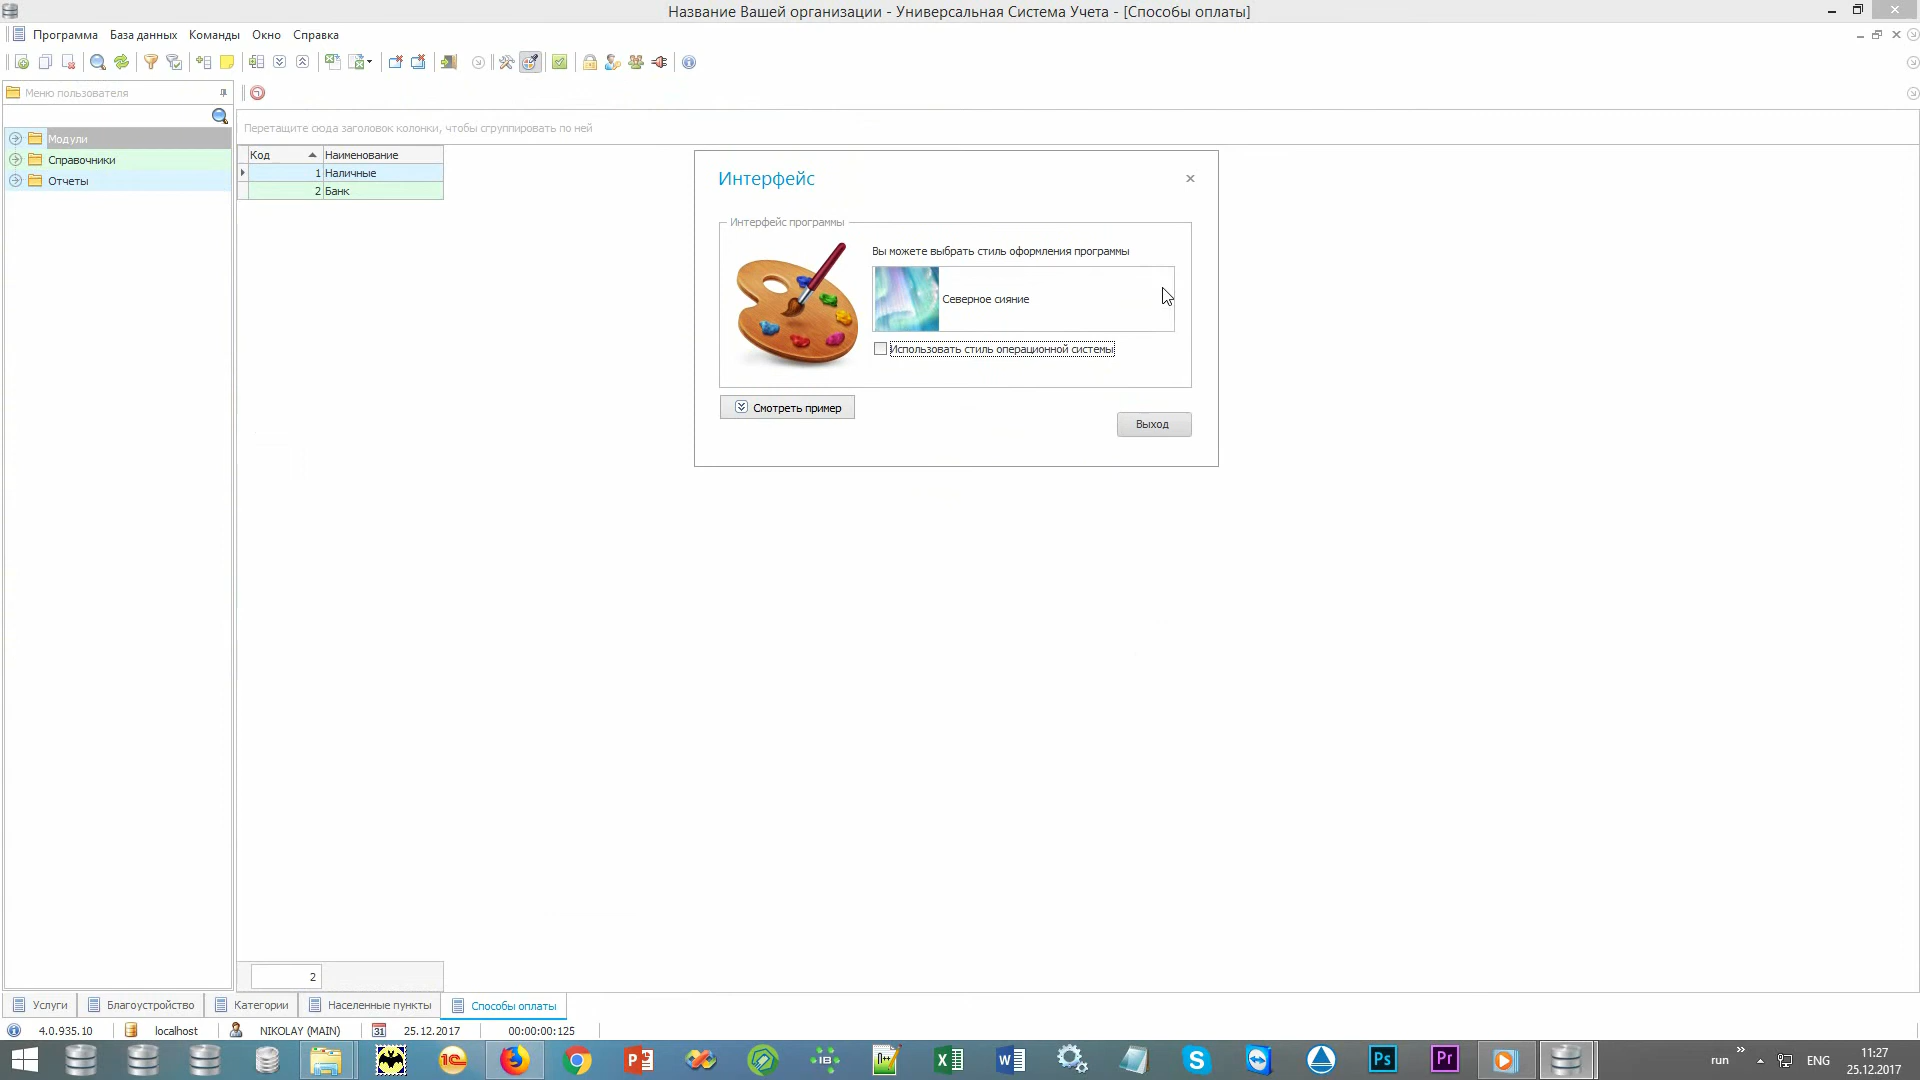 Название Вашей организации - Универсальная Система Учета - [Способы оплаты]
Программа База данных Команды Окно Справка
Меню пользователя
Перетащите сюда заголовок колонки, чтобы сгруппировать по ней
Модули
Справочники
Отчеты
Код Наименование
1 Наличные
2 Банк
Интерфейс
Интерфейс программы
Вы можете выбрать стиль оформления программы
Северное сияние
Использовать стиль операционной системы
Смотреть пример
Выход
2
Услуги Благоустройство Категории Населенные пункты Способы оплаты
4.0.935.10 localhost NIKOLAY (MAIN) 31 25.12.2017 00:00:00:125
run ENG 11:27
25.12.2017